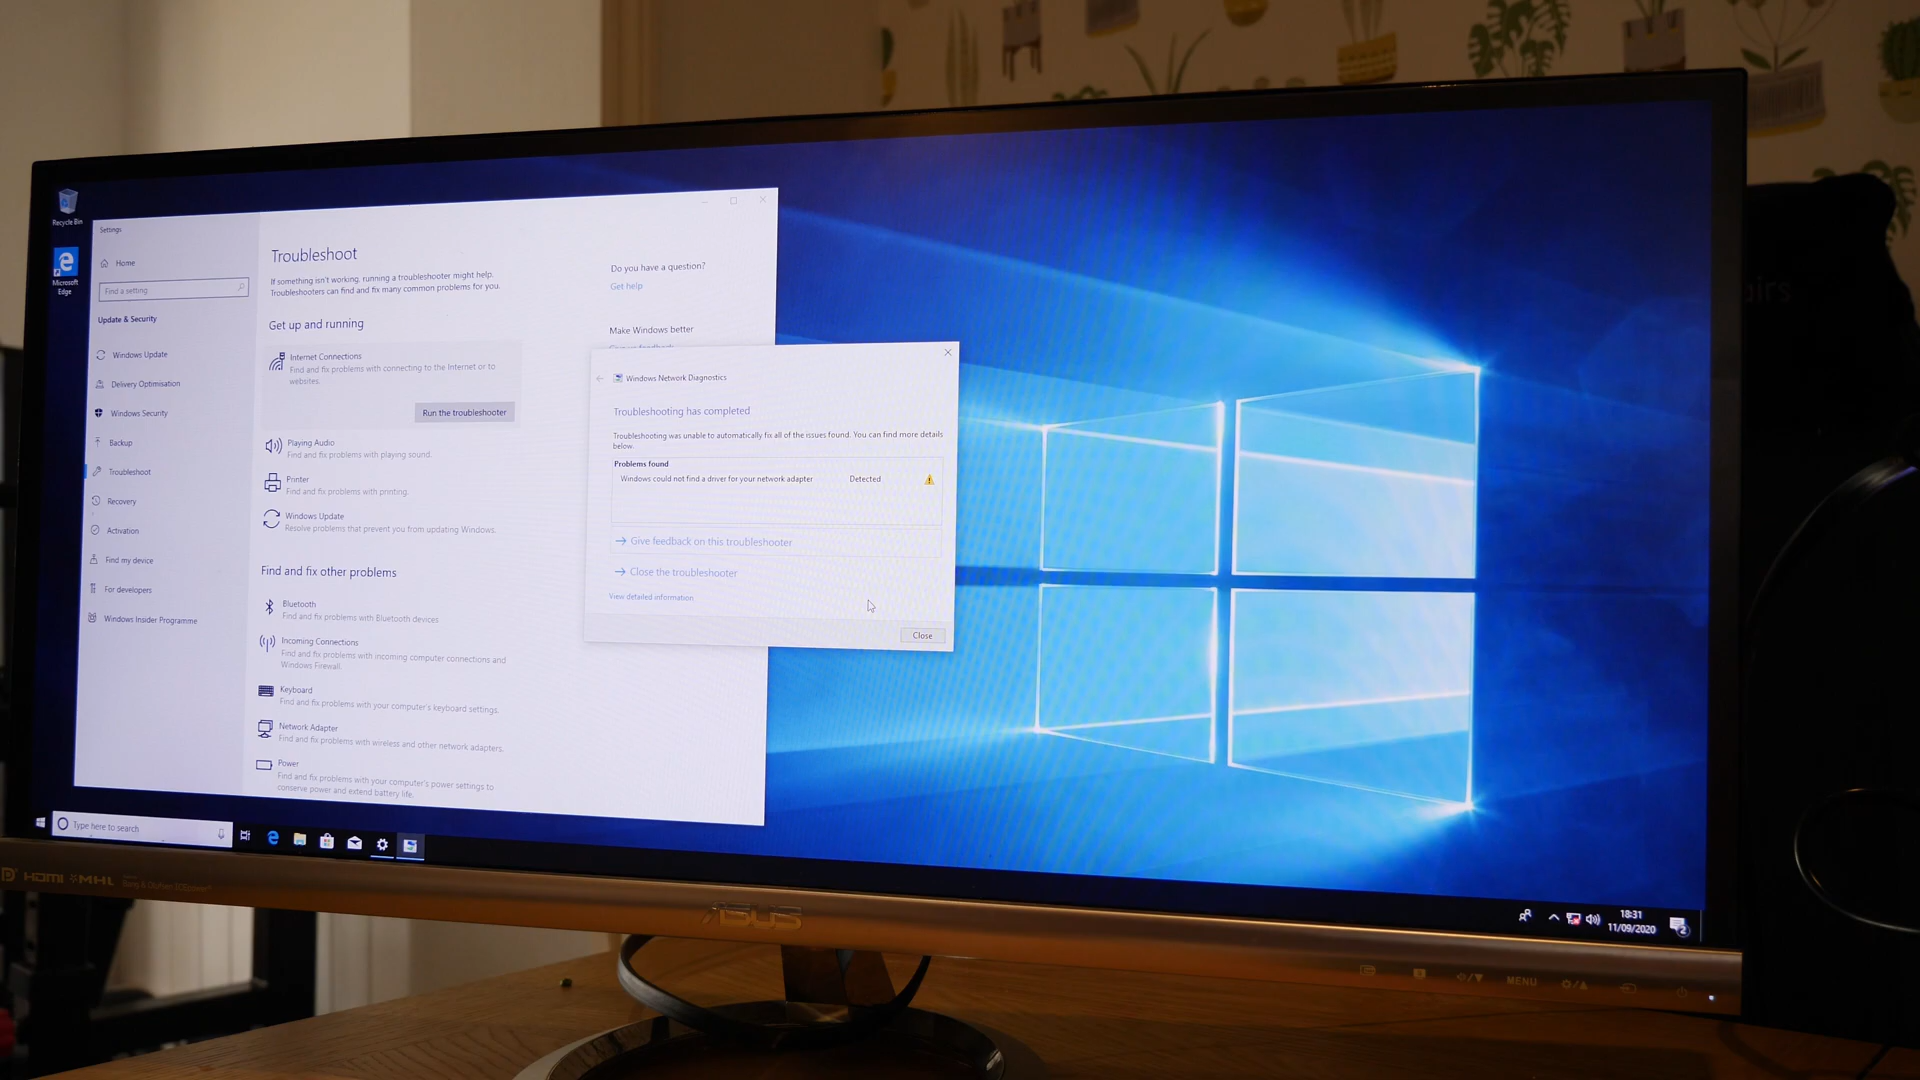 Recycle Bin
Microsoft
Edge
Settings
Home
Find a setting
Update & Security
Windows Update
Delivery Optimisation
Windows Security
Backup
Troubleshoot
Recovery
Activation
Find my device
For developers
Windows Insider Programme
Troubleshoot
If something isn't working, running a troubleshooter might help.
Troubleshooters can find and fix many common problems for you.
Get up and running
Internet Connections
Find and fix problems with connecting to the Internet or to
websites.
Run the troubleshooter
Playing Audio
Find and fix problems with playing sound.
Printer
Find and fix problems with printing.
Windows Update
Resolve problems that prevent you from updating Windows.
Find and fix other problems
Bluetooth
Find and fix problems with Bluetooth devices
Incoming Connections
Find and fix problems with incoming computer connections and
Windows Firewall.
Keyboard
Find and fix problems with your computer's keyboard settings.
Network Adapter
Find and fix problems with wireless and other network adapters.
Power
Find and fix problems with your computer's power settings to
conserve power and extend battery life.
Do you have a question?
Get help
Make Windows better
Windows Network Diagnostics
Troubleshooting has completed
Troubleshooting was unable to automatically fix all of the issues found. You can find more details
below.
Problems found
Windows could not find a driver for your network adapter Detected
Give feedback on this troubleshooter
Close the troubleshooter
View detailed information
Close
Type here to search
18:31
11/09/2020
2
HDMI MHL
Bang & Olufsen ICEpower
ASUS
MENU
airs